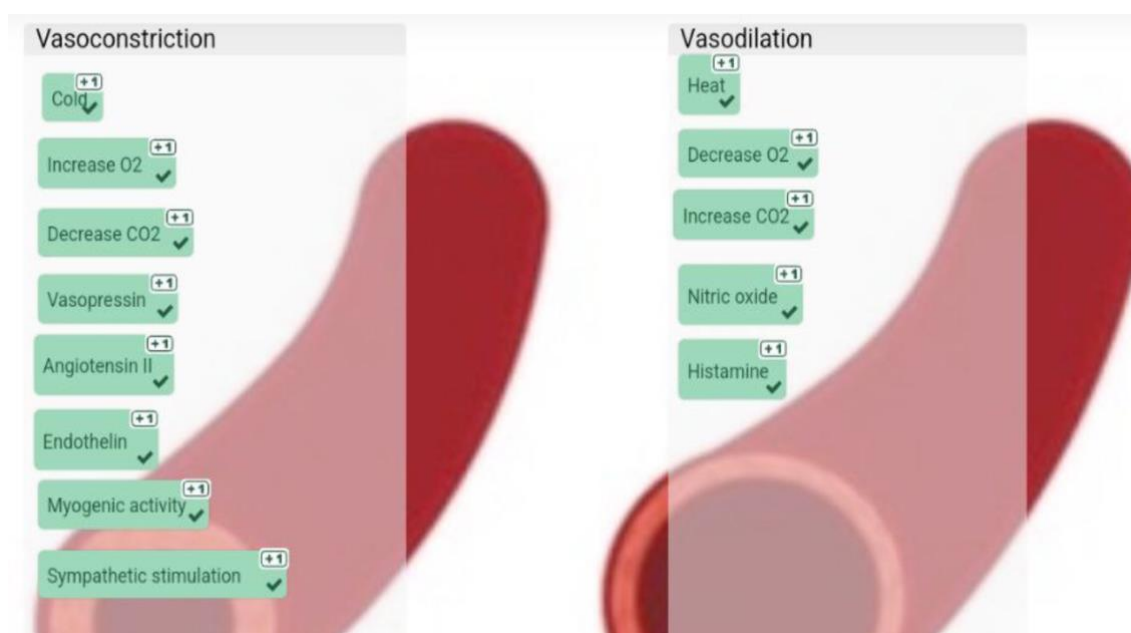 Vasoconstriction
+1
Cold
+1
Increase O2
+1
Decrease CO2
+1
Vasopressin
+1
Angiotensin II
+1
Endothelin
+1
Myogenic activity
+1
Sympathetic stimulation
Vasodilation
+1
Heat
+1
Decrease O2
+1
Increase CO2
+1
Nitric oxide
+1
Histamine